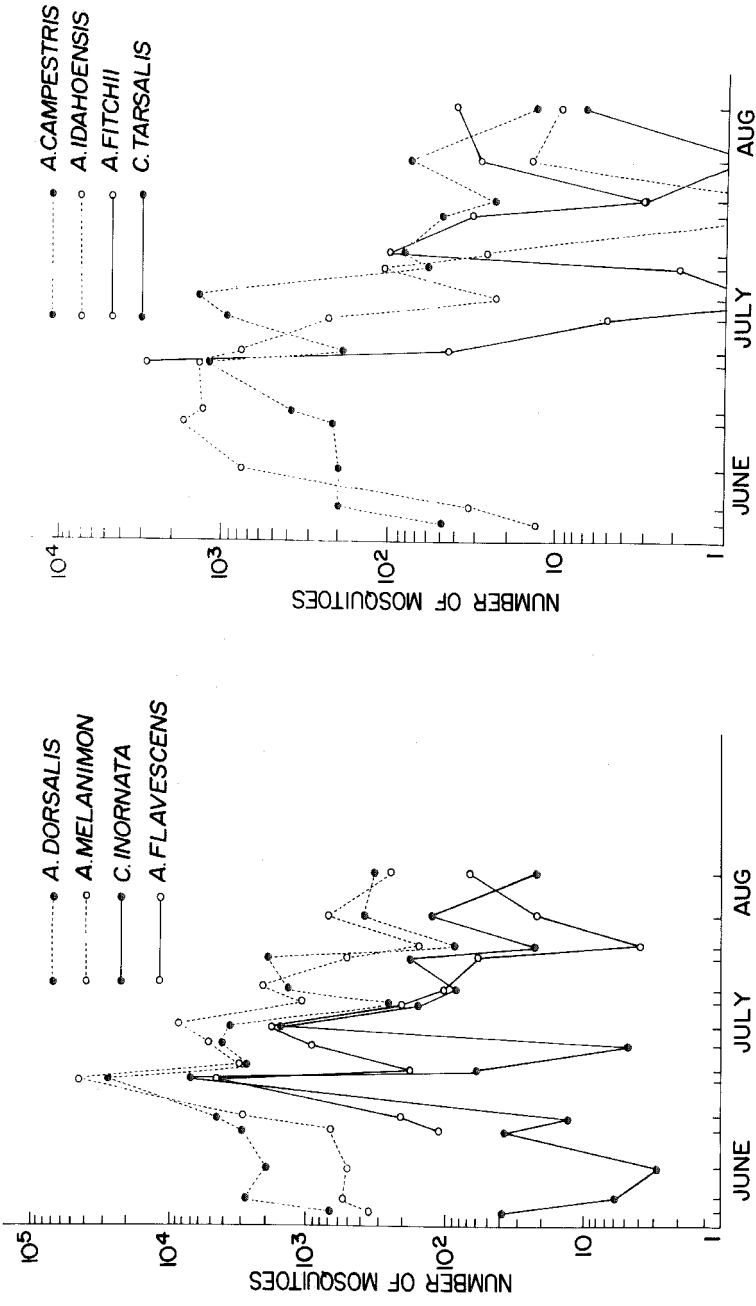 10⁵
10⁴
10³
10²
10
1
NUMBER OF MOSQUITOES
JUNE
JULY
AUG
A. DORSALIS
A. MELANIMON
C. INORNATA
A. FLAVESCENS
10⁴
10³
10²
10
1
NUMBER OF MOSQUITOES
JUNE
JULY
AUG
A. CAMPESTRIS
A. IDAHOENSIS
A. FITCHII
C. TARSALIS